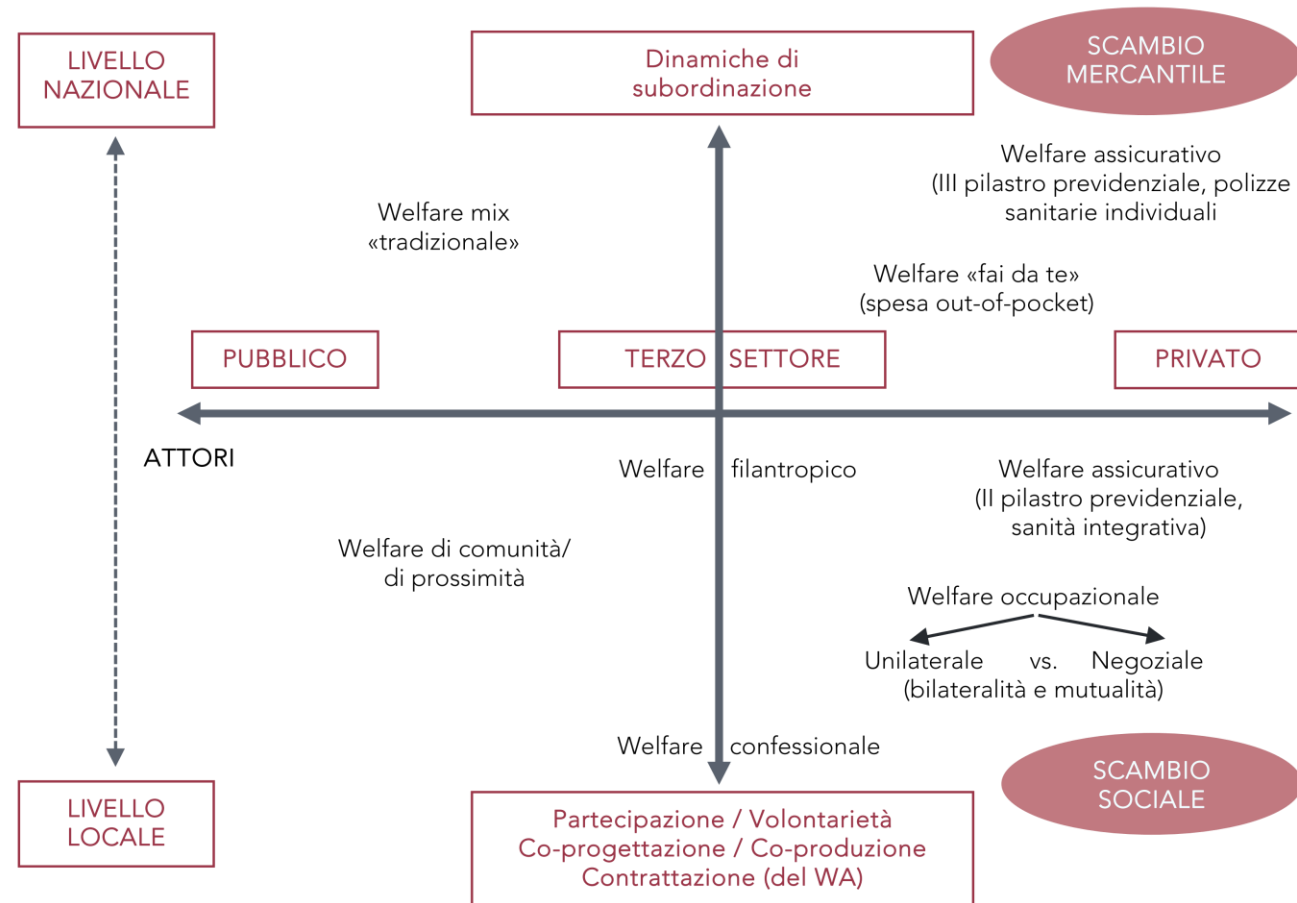 LIVELLO
NAZIONALE
Dinamiche di
subordinazione
SCAMBIO
MERCANTILE
Welfare assicurativo
(III pilastro previdenziale, polizze
sanitarie individuali
Welfare mix
«tradizionale»
Welfare «fai da te»
(spesa out-of-pocket)
PUBBLICO
TERZO SETTORE
PRIVATO
ATTORI
Welfare filantropico
Welfare assicurativo
(II pilastro previdenziale,
sanità integrativa)
Welfare di comunità/
di prossimità
Welfare occupazionale
Unilaterale vs. Negoziale
(bilateralità e mutualità)
Welfare confessionale
SCAMBIO
SOCIALE
LIVELLO
LOCALE
Partecipazione / Volontarietà
Co-progettazione / Co-produzione
Contrattazione (del WA)